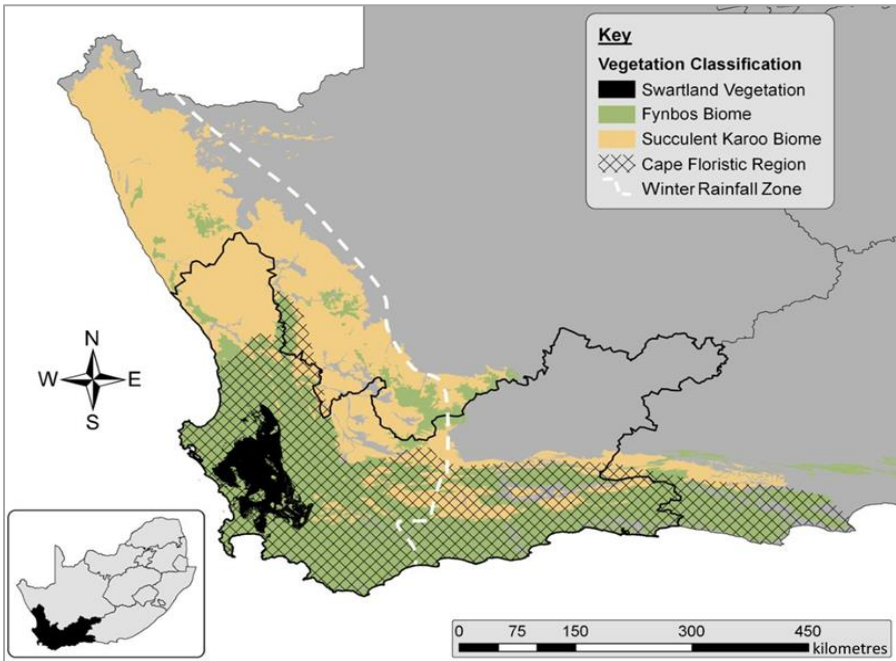 Key
Vegetation Classification
Swartland Vegetation
Fynbos Biome
Succulent Karoo Biome
Cape Floristic Region
Winter Rainfall Zone
N
W E
S
0 75 150 300 450
kilometres